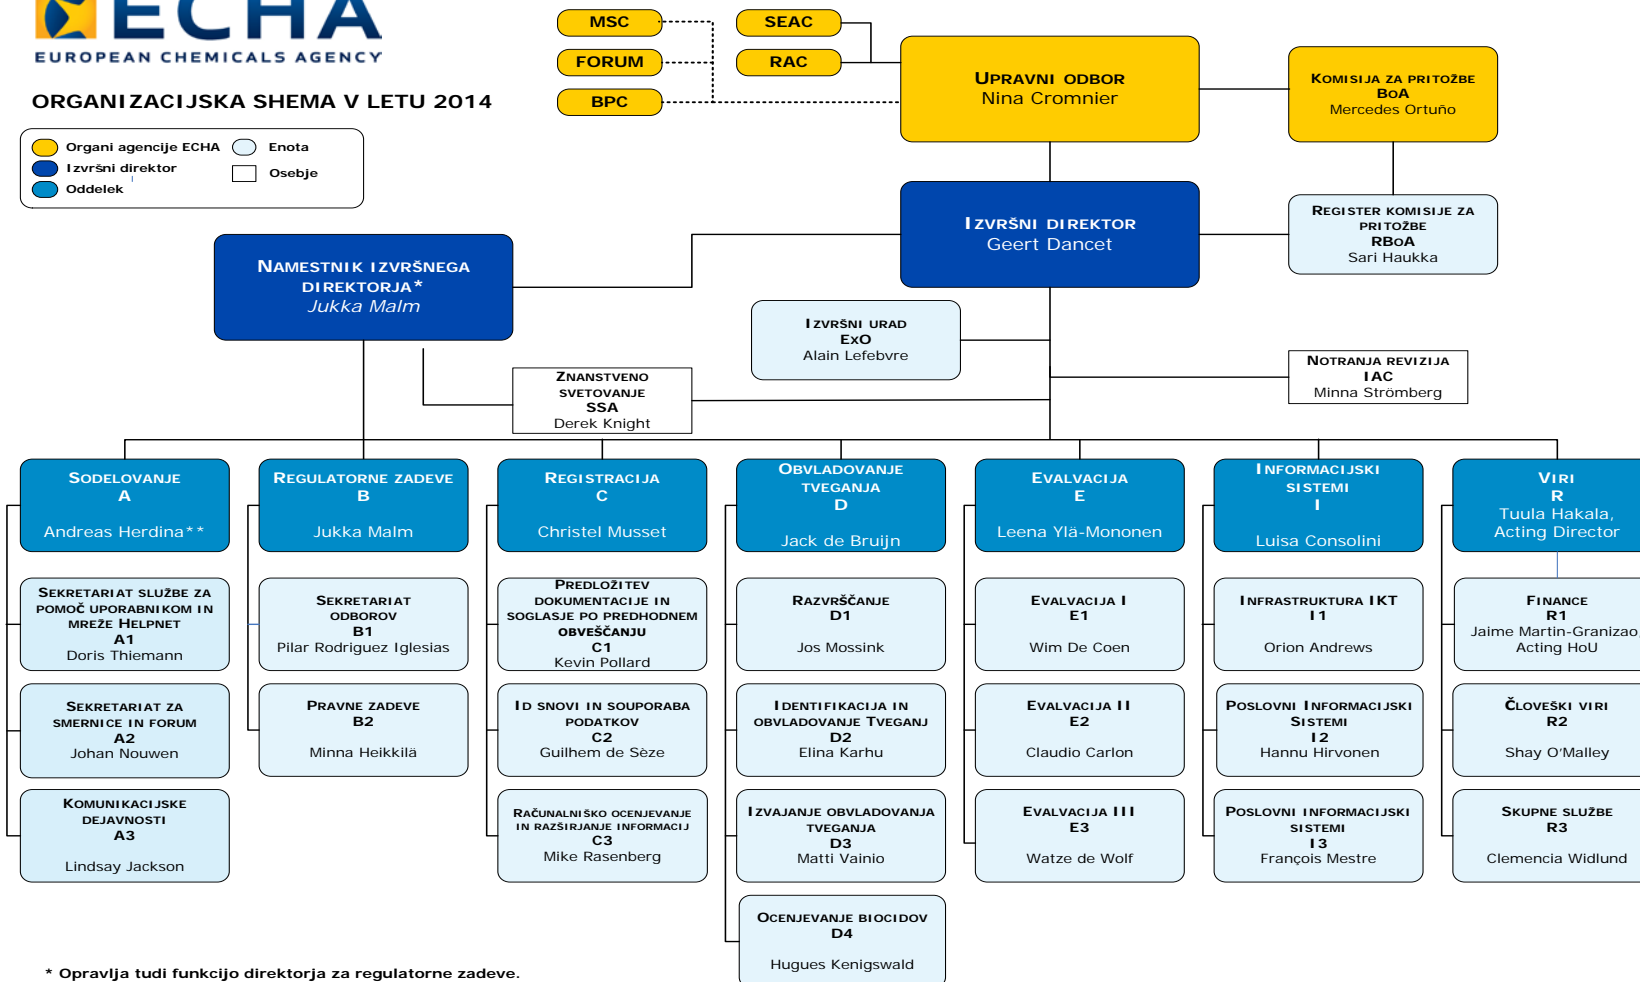 ECHA
EUROPEAN CHEMICALS AGENCY
ORGANIZACIJSKA SHEMA V LETU 2014
Organi agencije ECHA
Enota
Izvršni direktor
Osebje
Oddelek
MSC
SEAC
FORUM
RAC
BPC
UPRAVNI ODBOR
Nina Cromnier
KOMISIJA ZA PRITOŽBE
BOA
Mercedes Ortuño
IZVRŠNI DIREKTOR
Geert Dancet
REGISTER KOMISIJE ZA
PRITOŽBE
RBOA
Sari Haukka
NAMESTNIK IZVRŠNEGA
DIREKTORJA*
Jukka Malm
IZVRŠNI URAD
EXO
Alain Lefebvre
ZNANSTVENO
SVETOVANJE
SSA
Derek Knight
NOTRANJA REVIZIJA
IAC
Minna Strömberg
SODELOVANJE
A
Andreas Herdina**
REGULATORNE ZADEVE
B
Jukka Malm
REGISTRACIJA
C
Christel Musset
OBVLADOVANJE
TVEGANJA
D
Jack de Bruijn
EVALVACIJA
E
Leena Ylä-Mononen
INFORMACIJSKI
SISTEMI
I
Luisa Consolini
VIRI
R
Tuula Hakala,
Acting Director
SEKRETARIAT SLUŽBE ZA
POMOČ UPORABNIKOM IN
MREŽE HELPNET
A1
Doris Thiemann
SEKRETARIAT
ODBOROV
B1
Pilar Rodriguez Iglesias
PREDLOŽITEV
DOKUMENTACIJE IN
SOGLASJE PO PREDHODNEM
OBVEŠČANJU
C1
Kevin Pollard
RAZVRŠČANJE
D1
Jos Mossink
EVALVACIJA I
E1
Wim De Coen
INFRASTRUKTURA IKT
I1
Orion Andrews
FINANCE
R1
Jaime Martin-Granizao,
Acting HoU
SEKRETARIAT ZA
SMERNICE IN FORUM
A2
Johan Nouwen
PRAVNE ZADEVE
B2
Minna Heikkilä
ID SNOVI IN SOUPORABA
PODATKOV
C2
Guilhem de Sèze
IDENTIFIKACIJA IN
OBVLADOVANJE TVEGANJ
D2
Elina Karhu
EVALVACIJA II
E2
Claudio Carlon
POSLOVNI INFORMACIJSKI
SISTEMI
I2
Hannu Hirvonen
ČLOVEŠKI VIRI
R2
Shay O'Malley
KOMUNIKACIJSKE
DEJAVNOSTI
A3
Lindsay Jackson
RAČUNALNIŠKO OCENJEVANJE
IN RAZŠIRJANJE INFORMACIJ
C3
Mike Rasenberg
IZVAJANJE OBVLADOVANJA
TVEGANJA
D3
Matti Vainio
EVALVACIJA III
E3
Watze de Wolf
POSLOVNI INFORMACIJSKI
SISTEMI
I3
François Mestre
SKUPNE SLUŽBE
R3
Clemencia Widlund
OCENJEVANJE BIOCIDOV
D4
Hugues Kenigswald
* Opravlja tudi funkcijo direktorja za regulatorne zadeve.